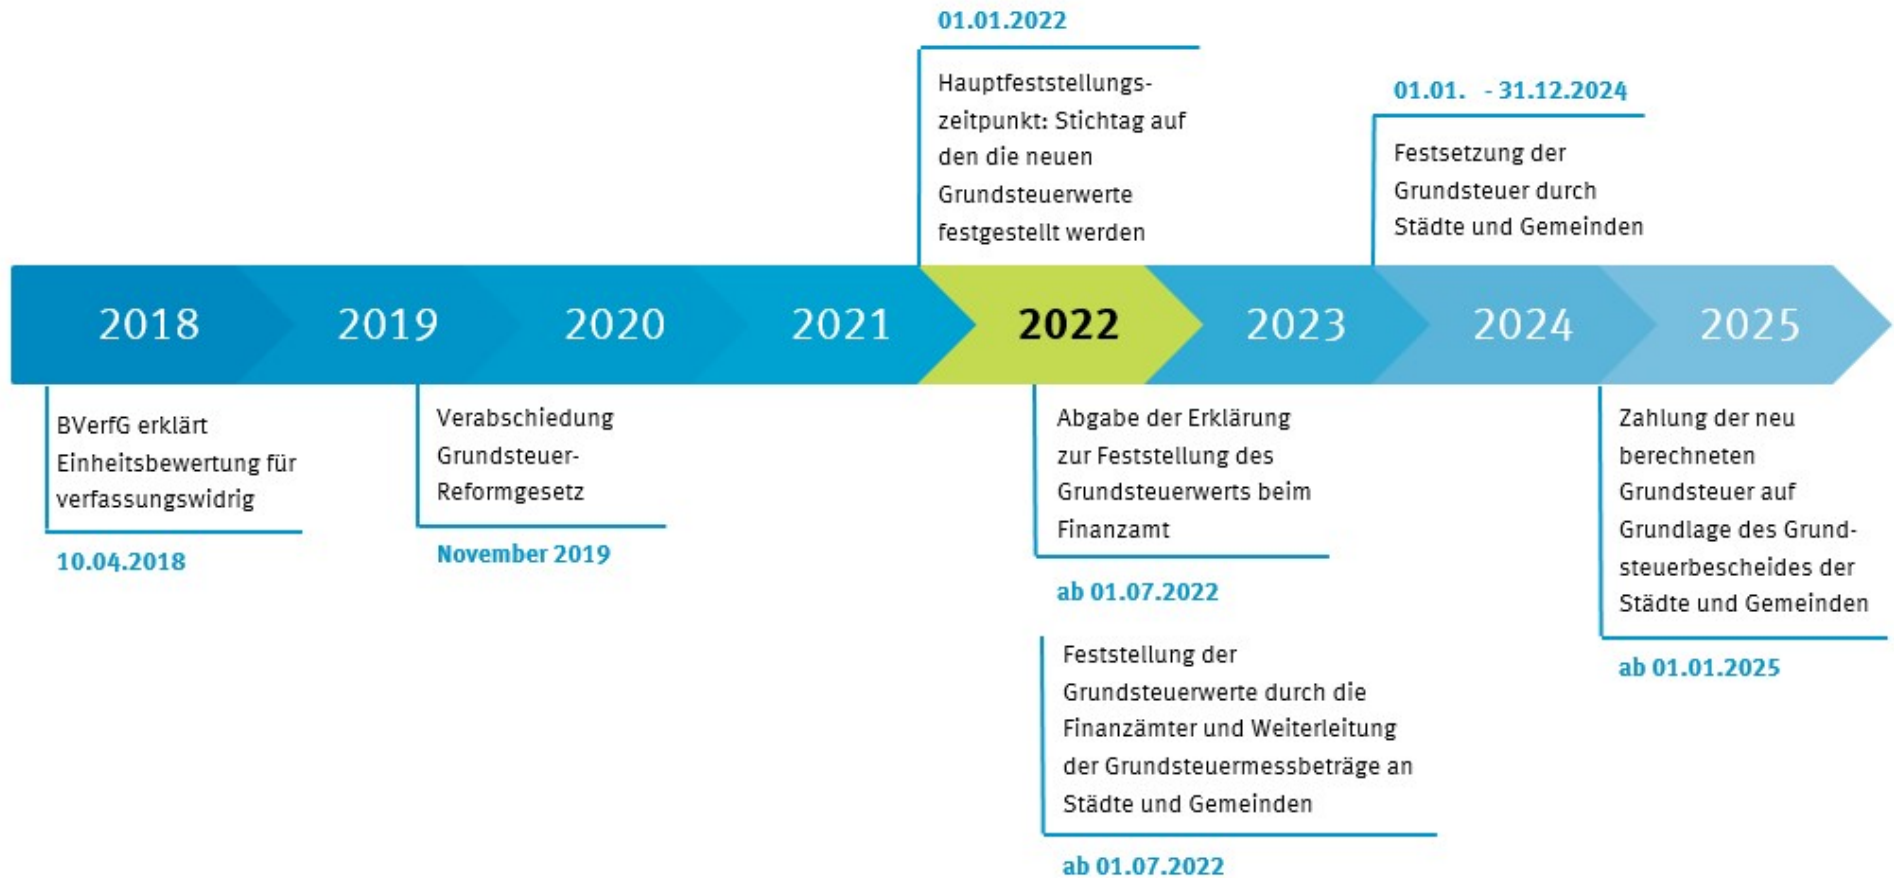 01.01.2022
Hauptfeststellungs-
zeitpunkt: Stichtag auf
den die neuen
Grundsteuerwerte
festgestellt werden
01.01. - 31.12.2024
Festsetzung der
Grundsteuer durch
Städte und Gemeinden
2018
2019
2020
2021
2022
2023
2024
2025
BVerfG erklärt
Einheitsbewertung für
verfassungswidrig
10.04.2018
Verabschiedung
Grundsteuer-
Reformgesetz
November 2019
Abgabe der Erklärung
zur Feststellung des
Grundsteuerwerts beim
Finanzamt
ab 01.07.2022
Feststellung der
Grundsteuerwerte durch die
Finanzämter und Weiterleitung
der Grundsteuermessbeträge an
Städte und Gemeinden
ab 01.07.2022
Zahlung der neu
berechneten
Grundsteuer auf
Grundlage des Grund-
steuerbescheides der
Städte und Gemeinden
ab 01.01.2025